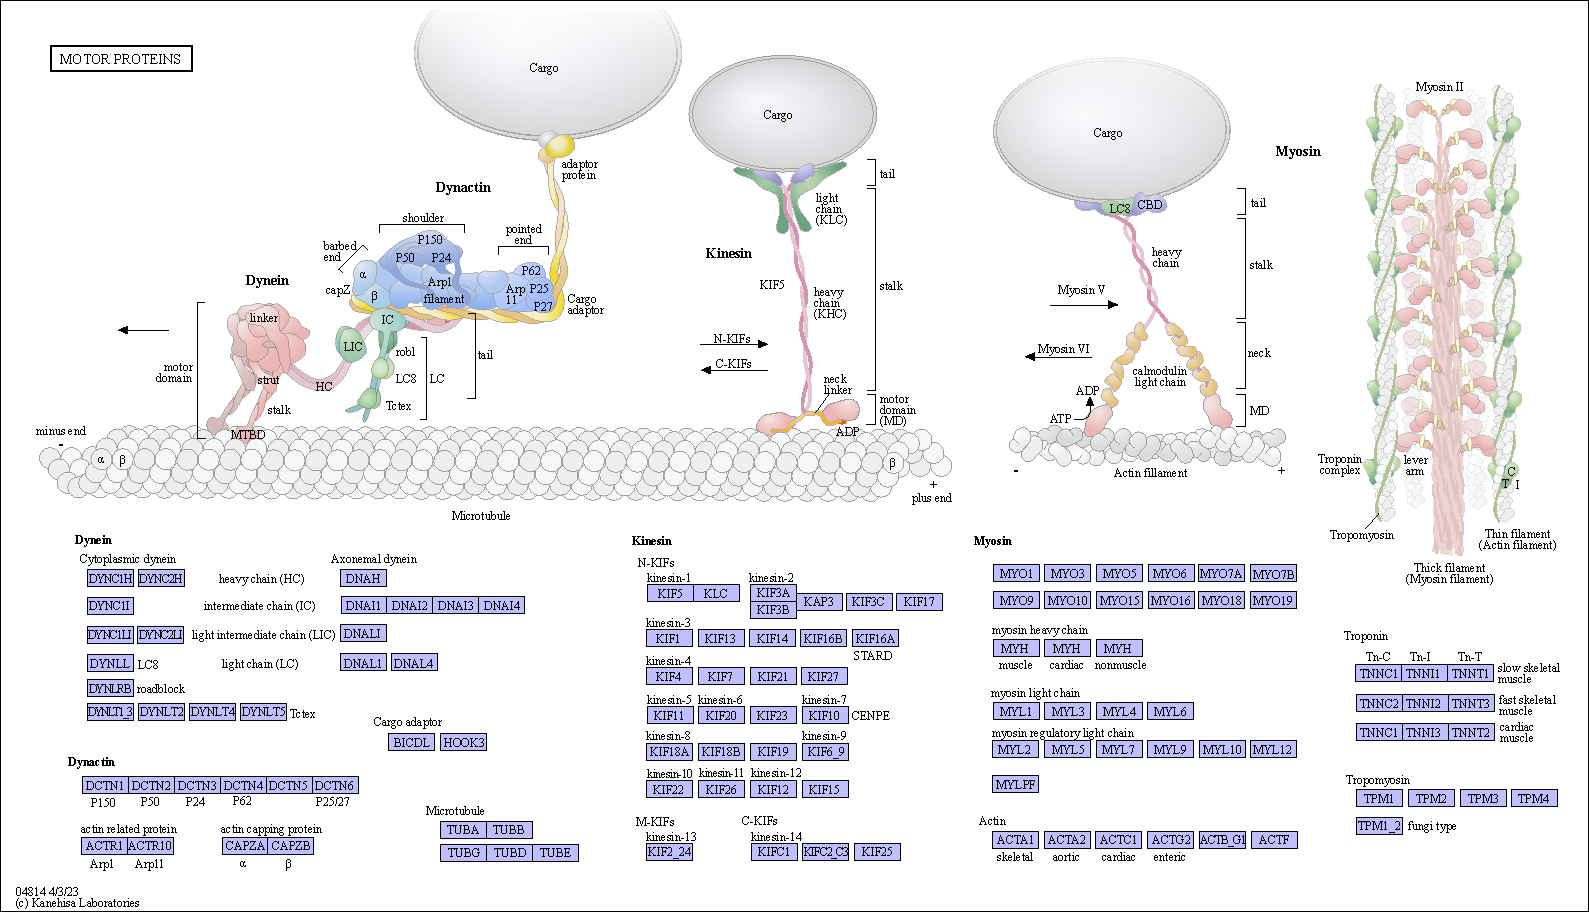 MOTOR PROTEINS
Cargo
adaptor
protein
Dynactin
shoulder
P150
P50
P24
pointed
end
barbed
end
α
β
capZ
Arp1
filament
Arp
11
P62
P25
P27
Cargo
adaptor
Dynein
linker
strut
stalk
HC
MTBD
motor
domain
IC
LIC
robl
LC8
LC
Tctex
tail
minus end
-
α
β
β
+
plus end
Microtubule
Cargo
tail
light
chain
(KLC)
Kinesin
KIF5
heavy
chain
(KHC)
stalk
N-KIFs
C-KIFs
neck
linker
motor
domain
(MD)
ADP
Cargo
Myosin
LC8
CBD
tail
heavy
chain
stalk
Myosin V
Myosin VI
neck
calmodulin
light chain
ADP
ATP
MD
-
+
Actin fillament
Myosin II
Troponin
complex
lever
arm
C
T
I
Tropomyosin
Thin filament
(Actin filament)
Thick filament
(Myosin filament)
Dynein
Cytoplasmic dynein
Axonemal dynein
DYNC1H DYNC2H heavy chain (HC) DNAH
DYNC1I intermediate chain (IC) DNAI1 DNAI2 DNAI3 DNAI4
DYNC1LI DYNC2LI light intermediate chain (LIC) DNALI
DYNLL LC8 light chain (LC) DNAL1 DNAL4
DYNLRB roadblock
DYNLT1_3 DYNLT2 DYNLT4 DYNLT5 Tctex
Cargo adaptor
BICDL HOOK3
Dynactin
DCTN1 DCTN2 DCTN3 DCTN4 DCTN5 DCTN6
P150 P50 P24 P62 P25/27
actin related protein
ACTR1 ACTR10
Arp1 Arp11
actin capping protein
CAPZA CAPZB
α β
Microtubule
TUBA TUBB
TUBG TUBD TUBE
Kinesin
N-KIFs
kinesin-1 kinesin-2
KIF5 KLC KIF3A
KIF3B KAP3 KIF3C KIF17
kinesin-3
KIF1 KIF13 KIF14 KIF16B KIF16A
STARD
kinesin-4
KIF4 KIF7 KIF21 KIF27
kinesin-5 kinesin-6 kinesin-7
KIF11 KIF20 KIF23 KIF10 CENPE
kinesin-8 kinesin-9
KIF18A KIF18B KIF19 KIF6_9
kinesin-10 kinesin-11 kinesin-12
KIF22 KIF26 KIF12 KIF15
M-KIFs C-KIFs
kinesin-13 kinesin-14
KIF2_24 KIFC1 KIFC2_C3 KIF25
Myosin
MYO1 MYO3 MYO5 MYO6 MYO7A MYO7B
MYO9 MYO10 MYO15 MYO16 MYO18 MYO19
myosin heavy chain
MYH MYH MYH
muscle cardiac nonmuscle
myosin light chain
MYL1 MYL3 MYL4 MYL6
myosin regulatory light chain
MYL2 MYL5 MYL7 MYL9 MYL10 MYL12
MYLPF
Actin
ACTA1 ACTA2 ACTC1 ACTG2 ACTB_G1 ACTF
skeletal aortic cardiac enteric
Troponin
Tn-C Tn-I Tn-T
TNNC1 TNNI1 TNNT1 slow skeletal
muscle
TNNC2 TNNI2 TNNT3 fast skeletal
muscle
TNNC1 TNNI3 TNNT2 cardiac
muscle
Tropomyosin
TPM1 TPM2 TPM3 TPM4
TPM1_2 fungi type
04814 4/3/23
(c) Kanehisa Laboratories